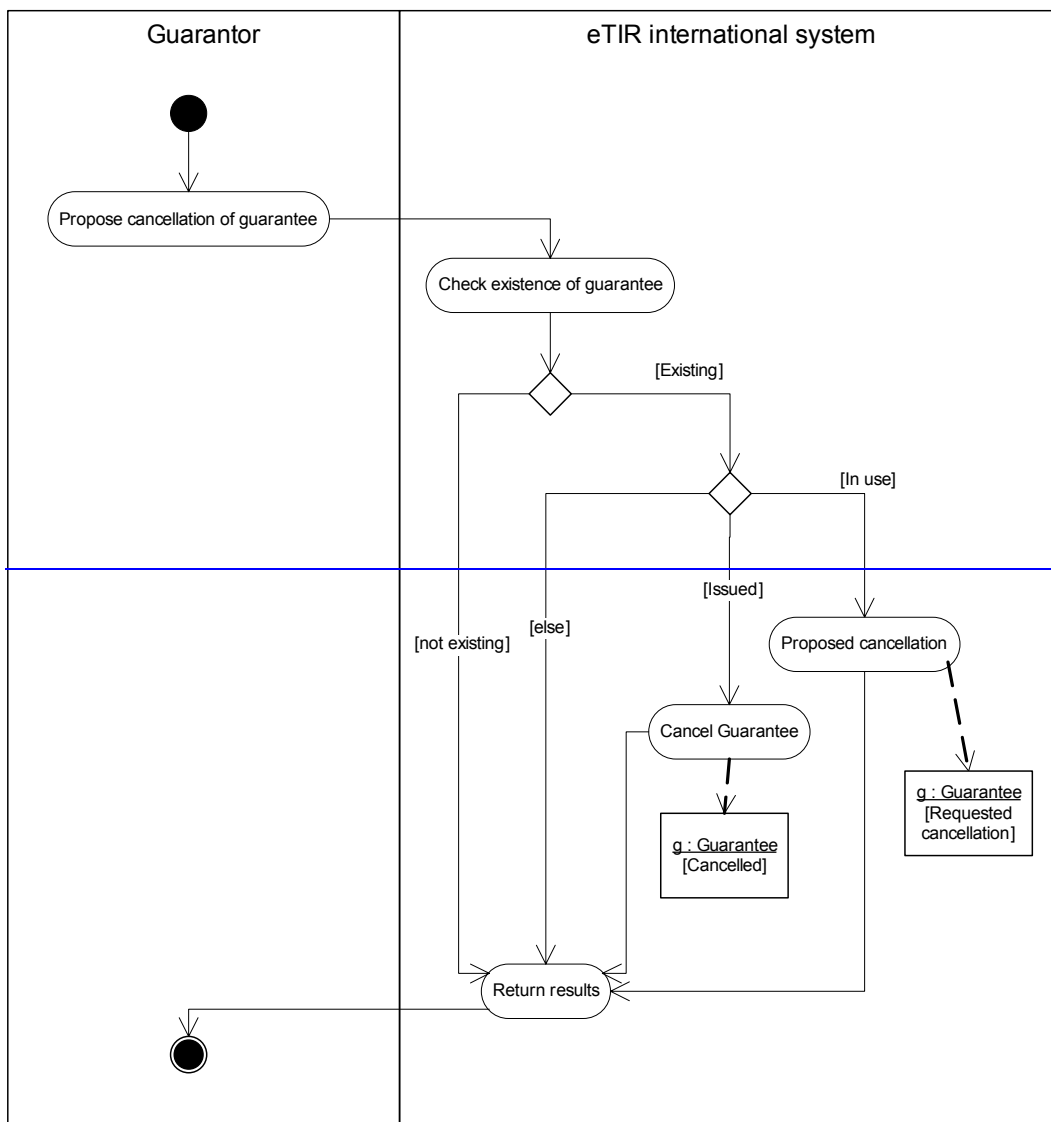 Guarantor
eTIR international system
Propose cancellation of guarantee
Check existence of guarantee
[Existing]
[In use]
[Issued]
[not existing]
[else]
Proposed cancellation
Cancel Guarantee
g : Guarantee
[Requested
cancellation]
g : Guarantee
[Cancelled]
Return results